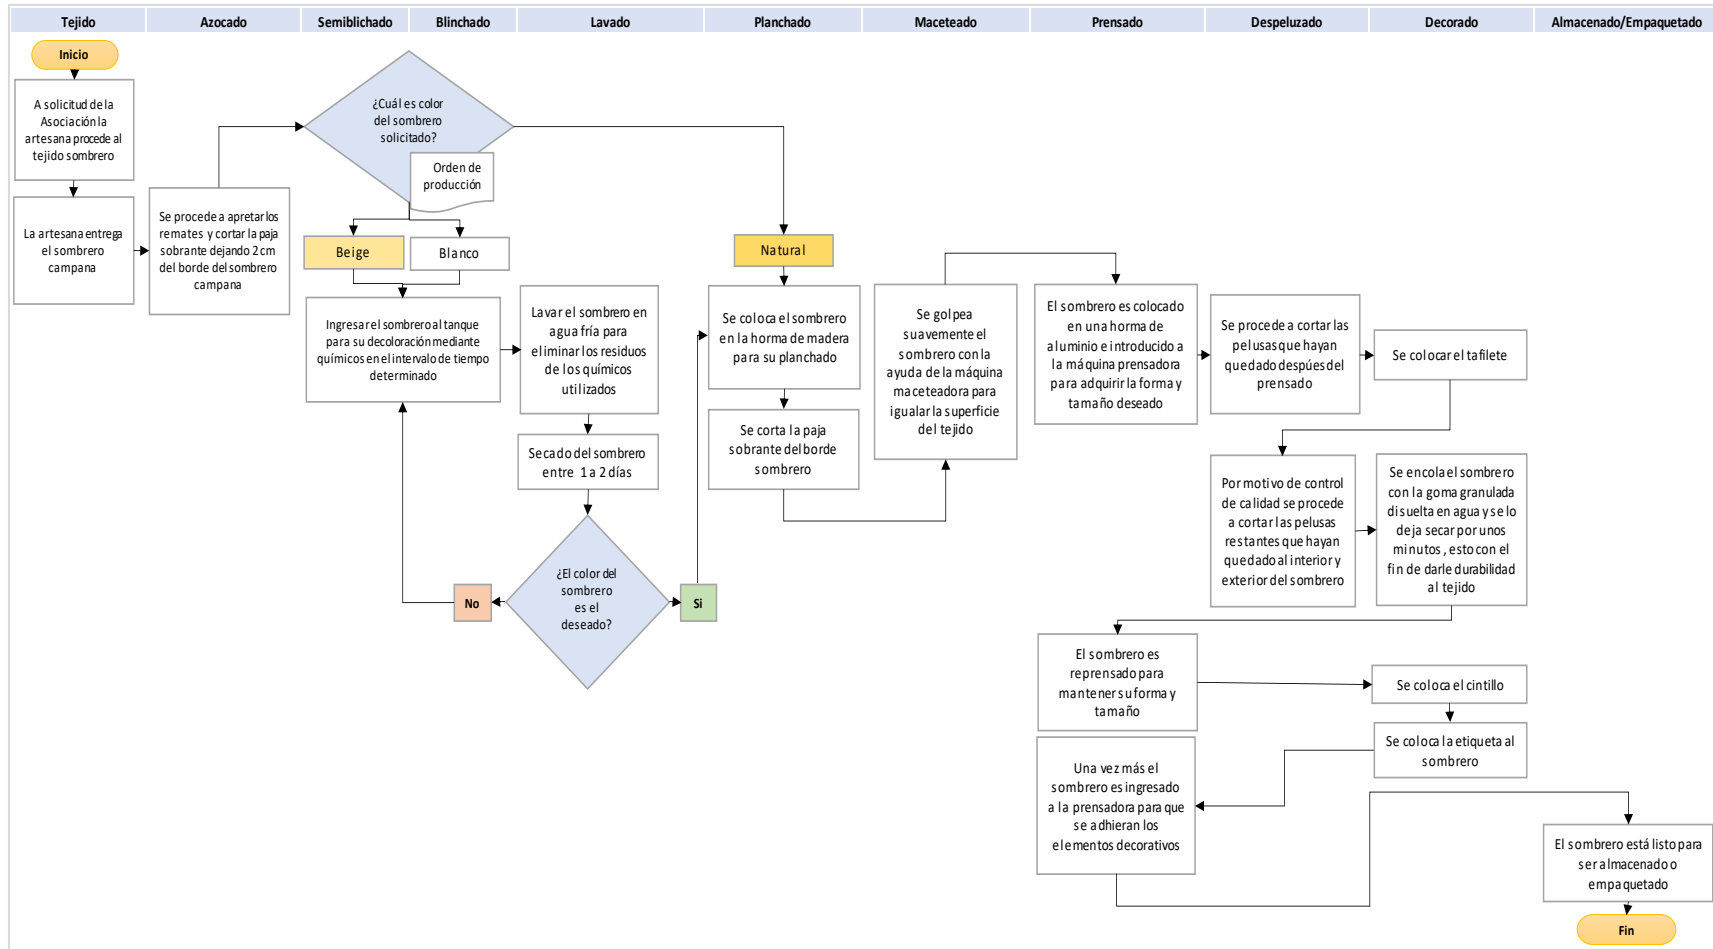 Tejido
Azocado
Semiblichado
Blinchado
Lavado
Planchado
Maceteado
Prensado
Despeluzado
Decorado
Almacenado/Empaquetado
Inicio
A solicitud de la
Asociación la
artesana procede al
tejido sombrero
La artesana entrega
el sombrero
campana
Se procede a apretar los
remates y cortar la paja
sobrante dejando 2 cm
del borde del sombrero
campana
¿Cuál es color
del sombrero
solicitado?
Orden de
producción
Beige
Blanco
Natural
Ingresar el sombrero al tanque
para su decoloración mediante
químicos en el intervalo de tiempo
determinado
Lavar el sombrero en
agua fría para
eliminar los residuos
de los químicos
utilizados
Secado del sombrero
entre 1 a 2 días
¿El color del
sombrero
es el
deseado?
No
Si
Se coloca el sombrero
en la horma de madera
para su planchado
Se corta la paja
sobrante del borde
sombrero
Se golpea
suavemente el
sombrero con la
ayuda de la máquina
maceteadora para
igualar la superficie
del tejido
El sombrero es colocado
en una horma de
aluminio e introducido a
la máquina prensadora
para adquirir la forma y
tamaño deseado
Se procede a cortar las
pelusas que hayan
quedado despúes del
prensado
Se colocar el tafilete
Por motivo de control
de calidad se procede
a cortar las pelusas
restantes que hayan
quedado al interior y
exterior del sombrero
Se encola el sombrero
con la goma granulada
disuelta en agua y se lo
deja secar por unos
minutos , esto con el
fin de darle durabilidad
al tejido
El sombrero es
reprensado para
mantener su forma y
tamaño
Se coloca el cintillo
Se coloca la etiqueta al
sombrero
Una vez más el
sombrero es ingresado
a la prensadora para que
se adhieran los
elementos decorativos
El sombrero está listo para
ser almacenado o
empaquetado
Fin